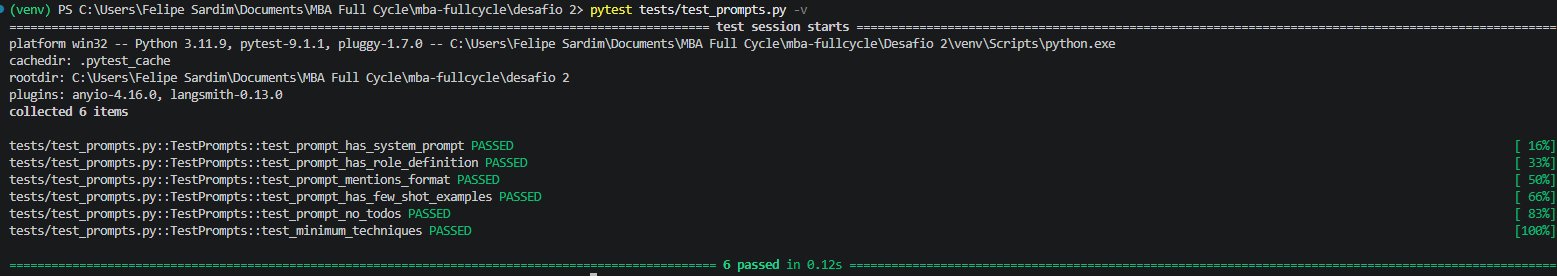 (venv) PS C:\Users\Felipe Sardim\Documents\MBA Full Cycle\mba-fullcycle\desafio 2> pytest tests/test_prompts.py -v
test session starts
platform win32 -- Python 3.11.9, pytest-9.1.1, pluggy-1.7.0 -- C:\Users\Felipe Sardim\Documents\MBA Full Cycle\mba-fullcycle\Desafio 2\venv\Scripts\python.exe
cachedir: .pytest_cache
rootdir: C:\Users\Felipe Sardim\Documents\MBA Full Cycle\mba-fullcycle\desafio 2
plugins: anyio-4.16.0, langsmith-0.13.0
collected 6 items
tests/test_prompts.py::TestPrompts::test_prompt_has_system_prompt PASSED [ 16%]
tests/test_prompts.py::TestPrompts::test_prompt_has_role_definition PASSED [ 33%]
tests/test_prompts.py::TestPrompts::test_prompt_mentions_format PASSED [ 50%]
tests/test_prompts.py::TestPrompts::test_prompt_has_few_shot_examples PASSED [ 66%]
tests/test_prompts.py::TestPrompts::test_prompt_no_todos PASSED [ 83%]
tests/test_prompts.py::TestPrompts::test_minimum_techniques PASSED [100%]
6 passed in 0.12s